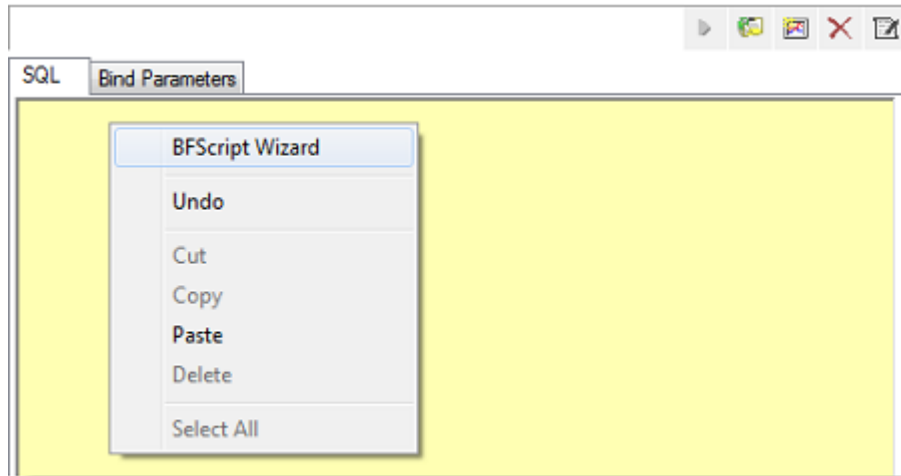 SQL Bind Parameters
BFScript Wizard
Undo
Cut
Copy
Paste
Delete
Select All